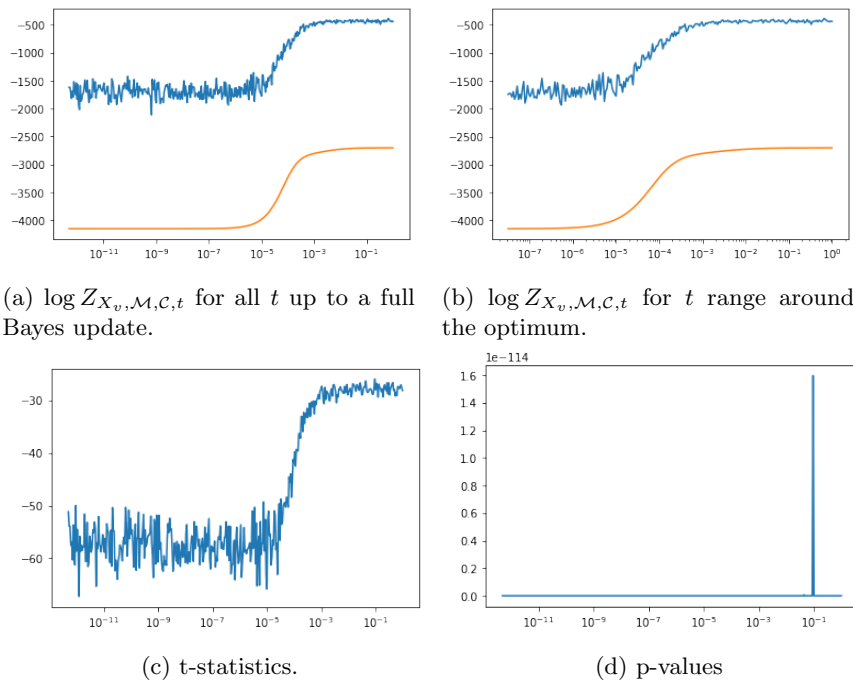 −500
−1000
−1500
−2000
−2500
−3000
−3500
−4000
10⁻¹¹ 10⁻⁹ 10⁻⁷ 10⁻⁵ 10⁻³ 10⁻¹
(a) log Z_{X_v,ℳ,𝒞,t} for all t up to a full
Bayes update.
−500
−1000
−1500
−2000
−2500
−3000
−3500
−4000
10⁻⁷ 10⁻⁶ 10⁻⁵ 10⁻⁴ 10⁻³ 10⁻² 10⁻¹ 10⁰
(b) log Z_{X_v,ℳ,𝒞,t} for t range around
the optimum.
−30
−40
−50
−60
10⁻¹¹ 10⁻⁹ 10⁻⁷ 10⁻⁵ 10⁻³ 10⁻¹
(c) t-statistics.
1e−114
1.6
1.4
1.2
1.0
0.8
0.6
0.4
0.2
0.0
10⁻¹¹ 10⁻⁹ 10⁻⁷ 10⁻⁵ 10⁻³ 10⁻¹
(d) p-values